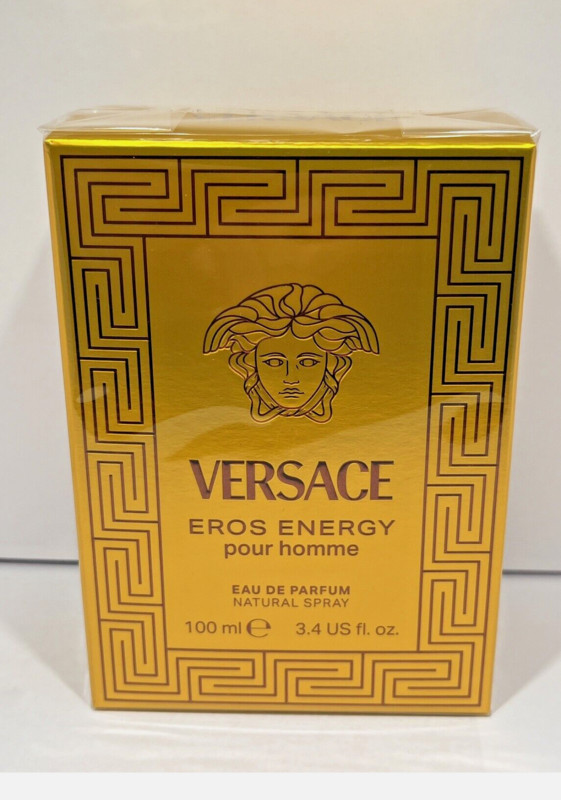 VERSACE
EROS ENERGY
pour homme
EAU DE PARFUM
NATURAL SPRAY
100 ml ℮ 3.4 US fl. oz.